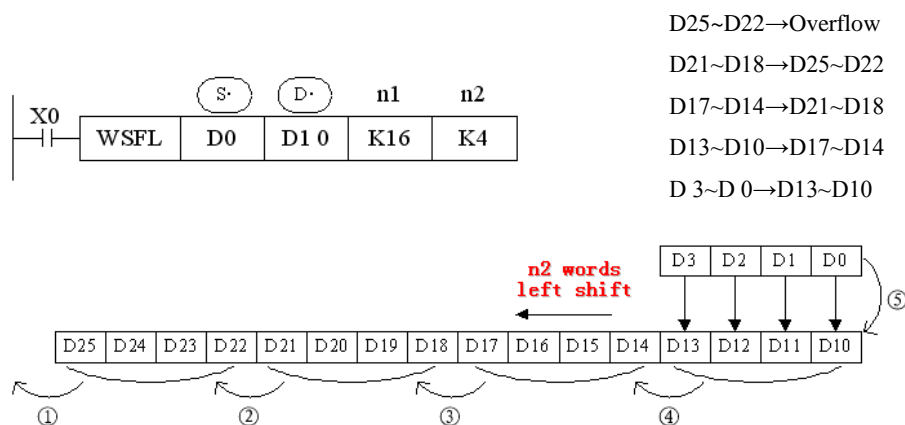 D25~D22→Overflow
D21~D18→D25~D22
D17~D14→D21~D18
D13~D10→D17~D14
D 3~D 0→D13~D10
S· D· n1 n2
X0
WSFL D0 D1 0 K16 K4
D3 D2 D1 D0
n2 words
left shift
⑤
D25 D24 D23 D22 D21 D20 D19 D18 D17 D16 D15 D14 D13 D12 D11 D10
① ② ③ ④